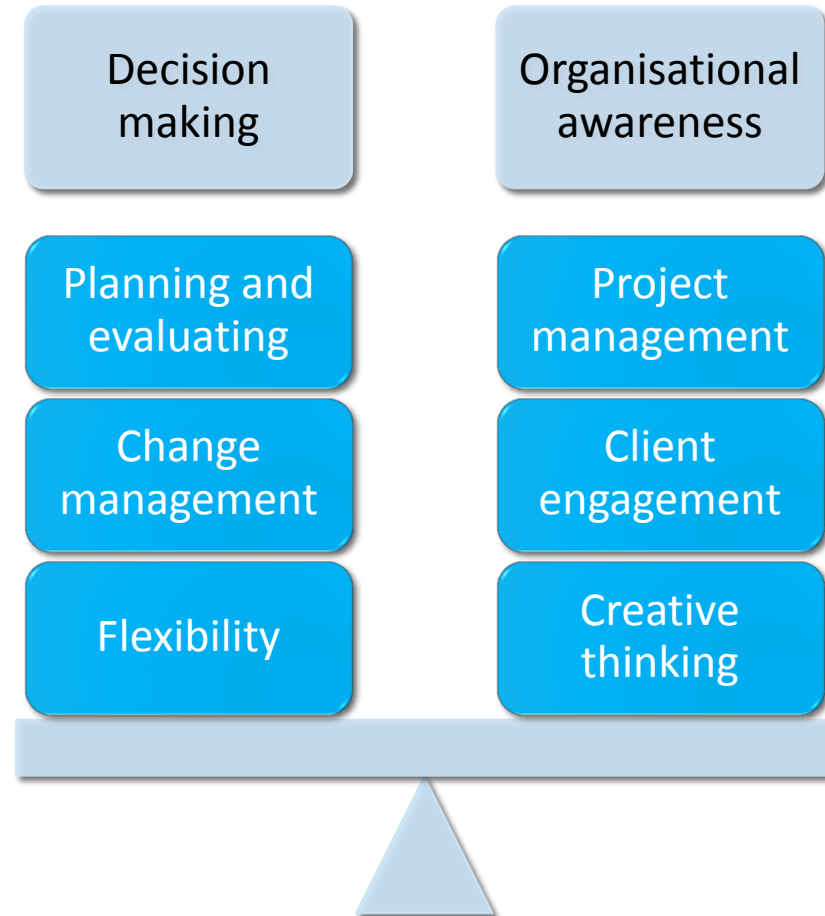 Decision
making
Organisational
awareness
Planning and
evaluating
Project
management
Change
management
Client
engagement
Flexibility
Creative
thinking